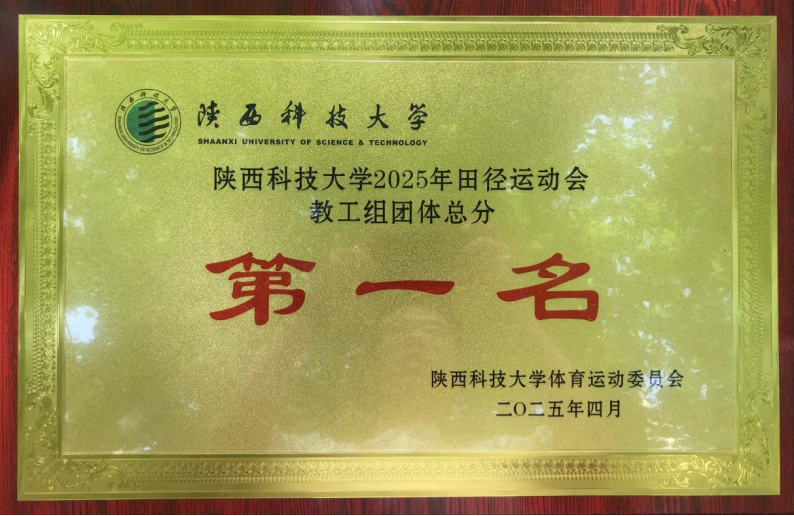 陕西科技大学
SHAANXI UNIVERSITY OF SCIENCE & TECHNOLOGY
陕西科技大学2025年田径运动会
教工组团体总分
第一名
陕西科技大学体育运动委员会
二〇二五年四月